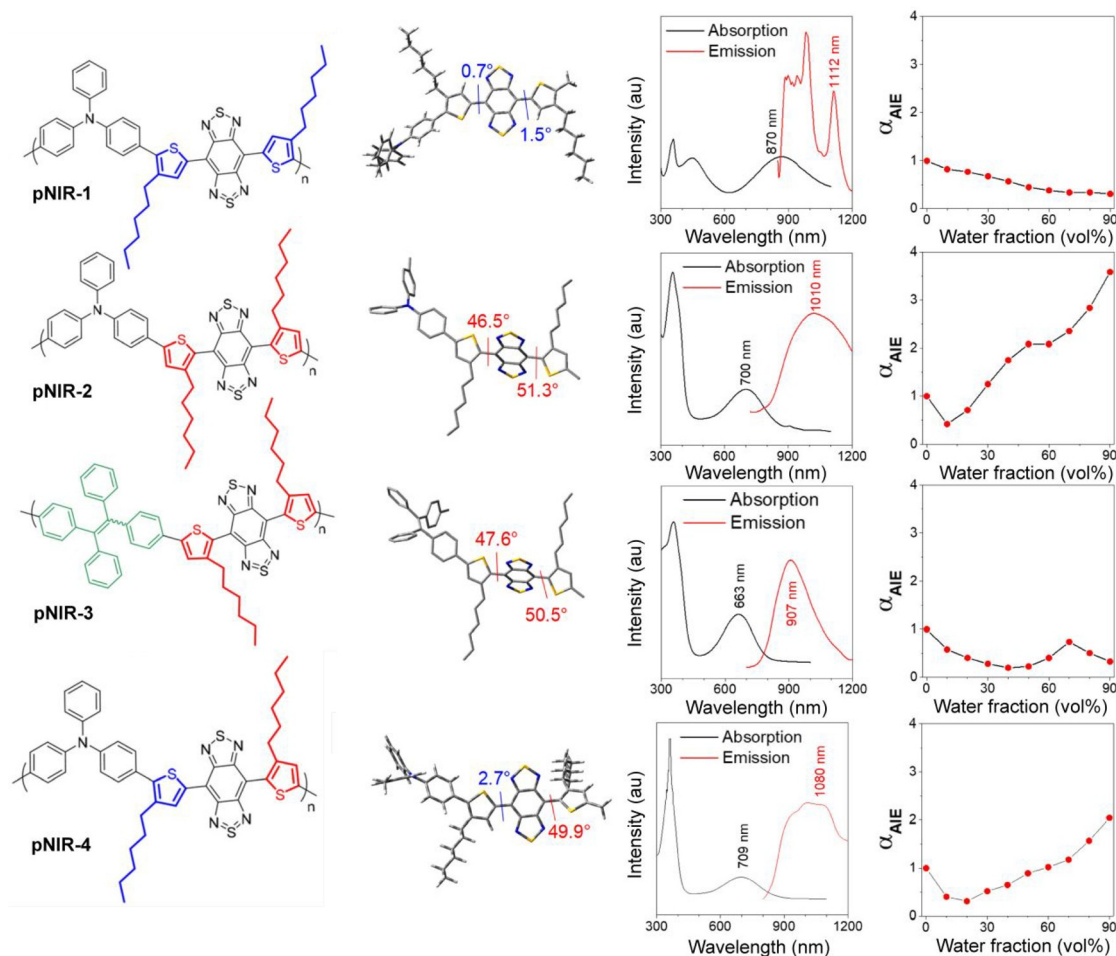 pNIR-1
N
S
N
N
S
N
N
S
S
n
0.7°
1.5°
Intensity (au)
Absorption
Emission
870 nm
1112 nm
300 600 900 1200
Wavelength (nm)
αAIE
4
3
2
1
0
0 30 60 90
Water fraction (vol%)
pNIR-2
N
S
N
N
S
N
N
S
S
n
46.5°
51.3°
Intensity (au)
Absorption
Emission
700 nm
1010 nm
300 600 900 1200
Wavelength (nm)
αAIE
4
3
2
1
0
0 30 60 90
Water fraction (vol%)
pNIR-3
S
N
N
S
N
N
S
S
n
47.6°
50.5°
Intensity (au)
Absorption
Emission
663 nm
907 nm
300 600 900 1200
Wavelength (nm)
αAIE
4
3
2
1
0
0 30 60 90
Water fraction (vol%)
pNIR-4
N
S
N
N
S
N
N
S
S
n
2.7°
49.9°
Intensity (au)
Absorption
Emission
709 nm
1080 nm
300 600 900 1200
Wavelength (nm)
αAIE
4
3
2
1
0
0 30 60 90
Water fraction (vol%)